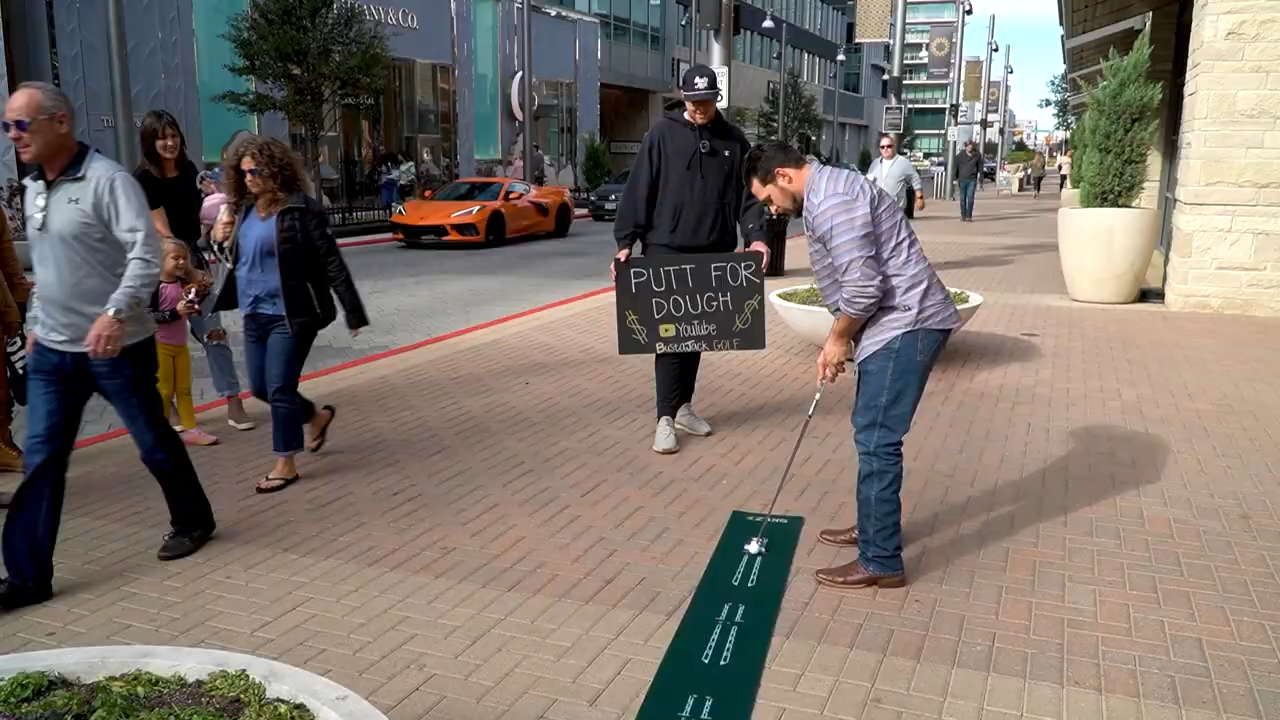 TIFFANY & CO.
PUTT FOR
DOUGH
$ $
YouTube
BustaJack GOLF